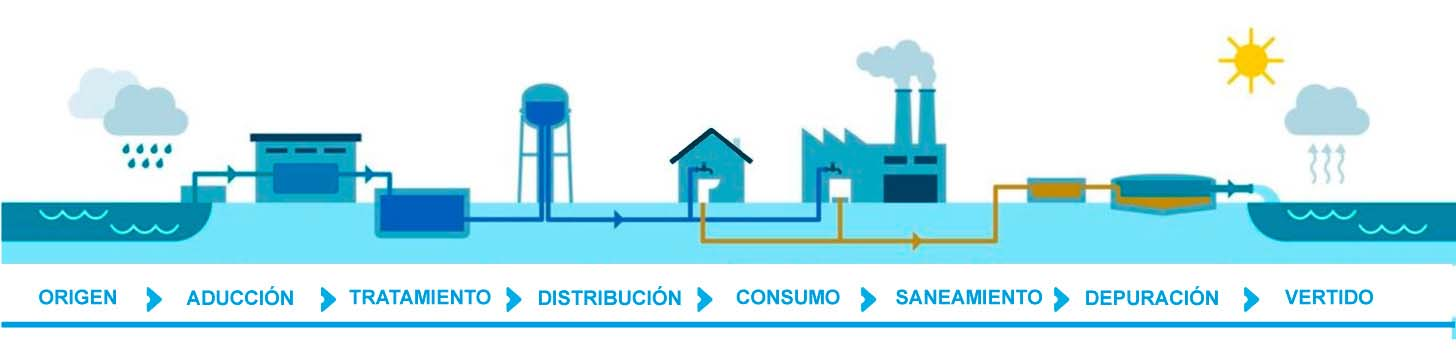 ORIGEN ADUCCIÓN TRATAMIENTO DISTRIBUCIÓN CONSUMO SANEAMIENTO DEPURACIÓN VERTIDO